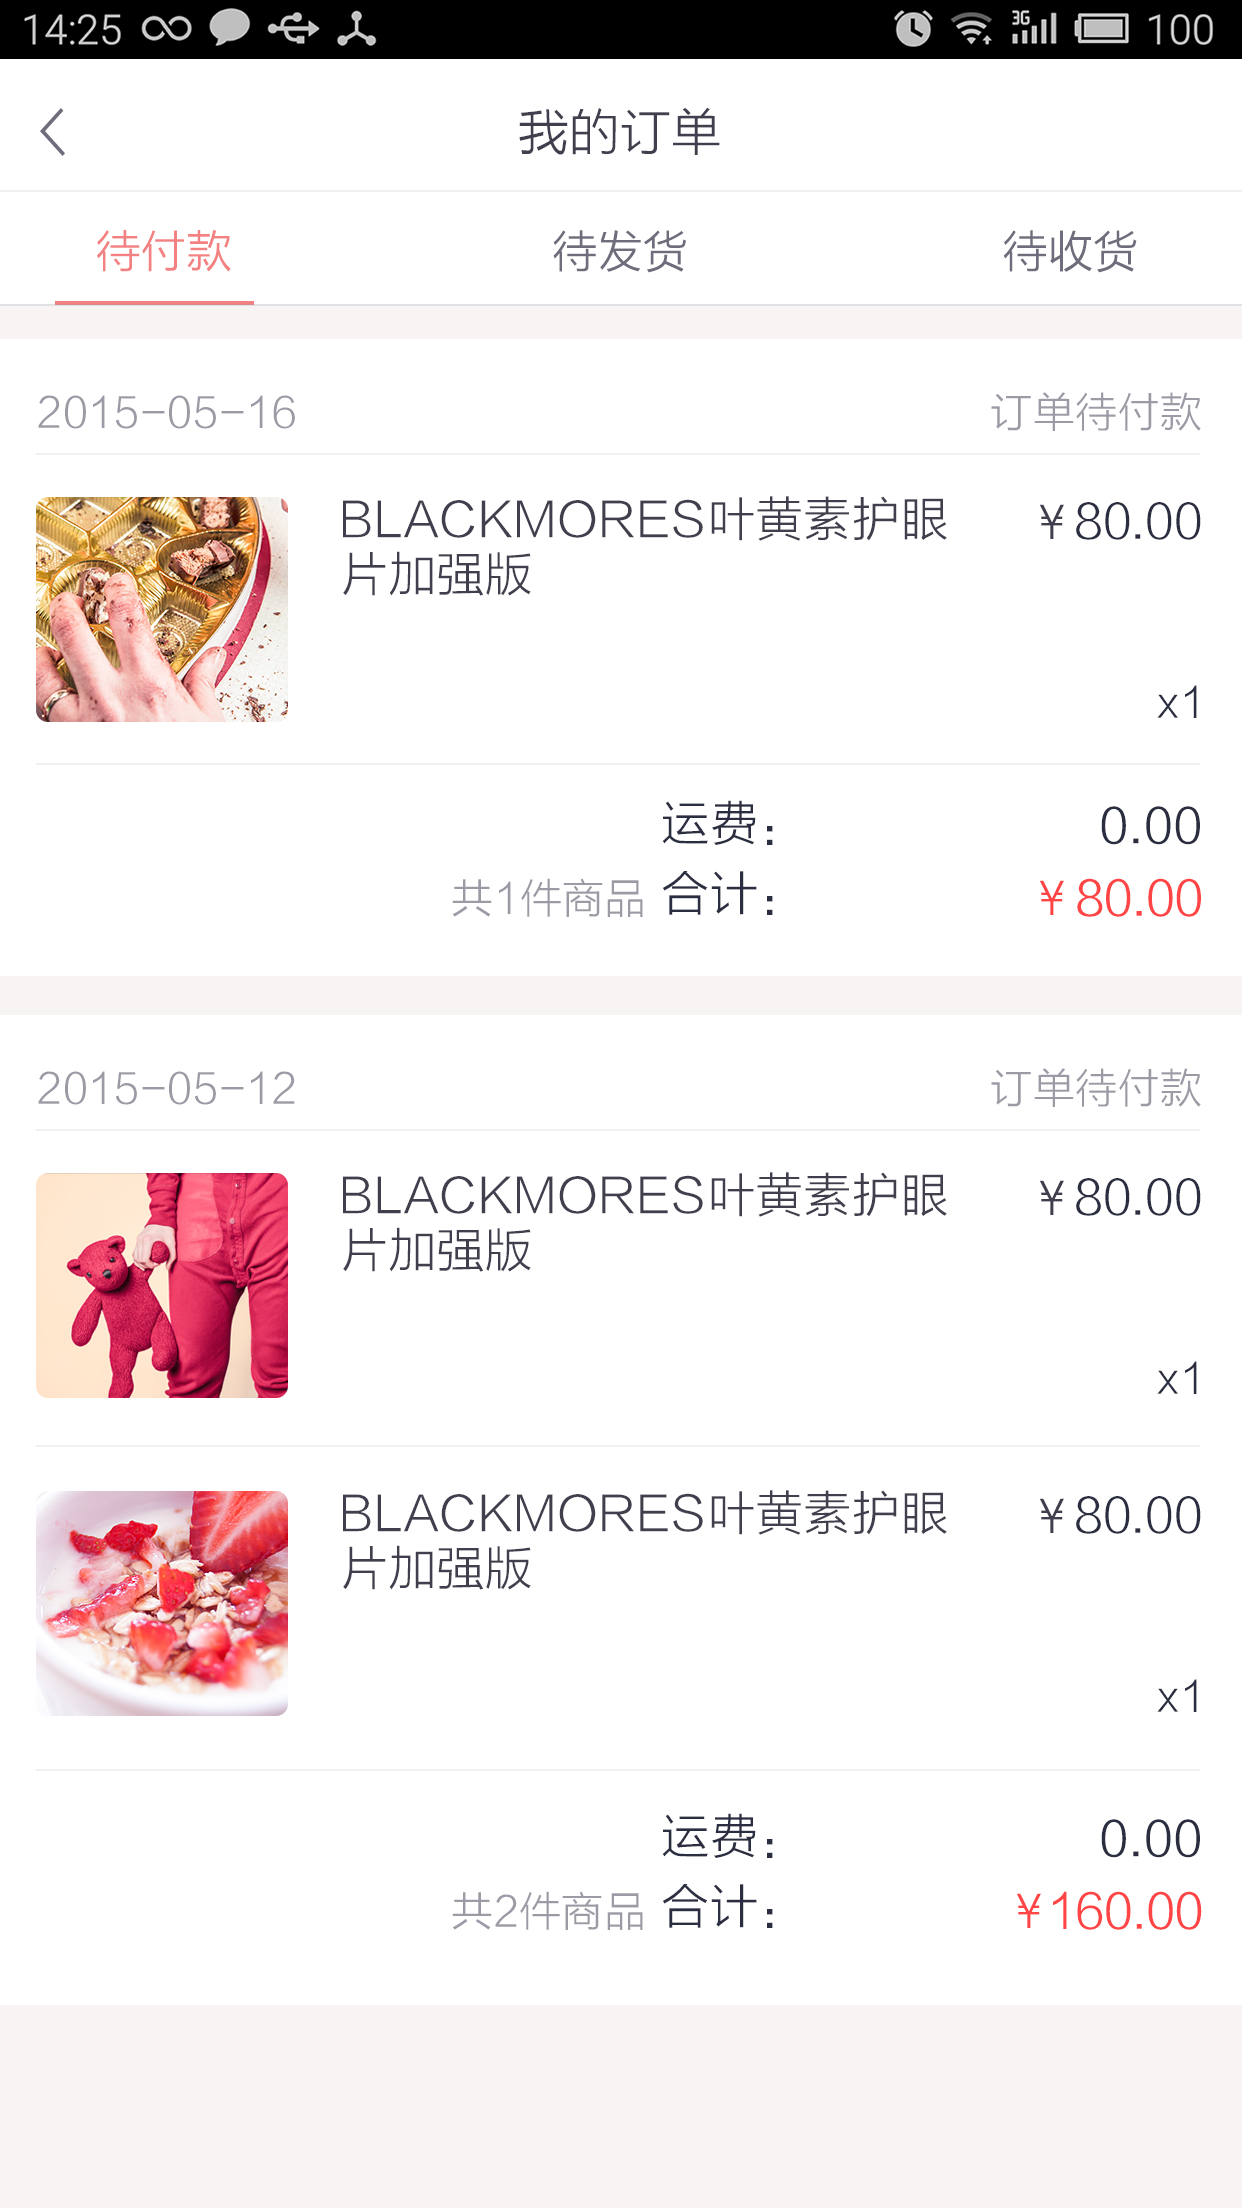 14:25 3G 100
我的订单
待付款 待发货 待收货
2015-05-16 订单待付款
BLACKMORES叶黄素护眼 ¥80.00
片加强版
x1
运费： 0.00
共1件商品 合计： ¥80.00
2015-05-12 订单待付款
BLACKMORES叶黄素护眼 ¥80.00
片加强版
x1
BLACKMORES叶黄素护眼 ¥80.00
片加强版
x1
运费： 0.00
共2件商品 合计： ¥160.00